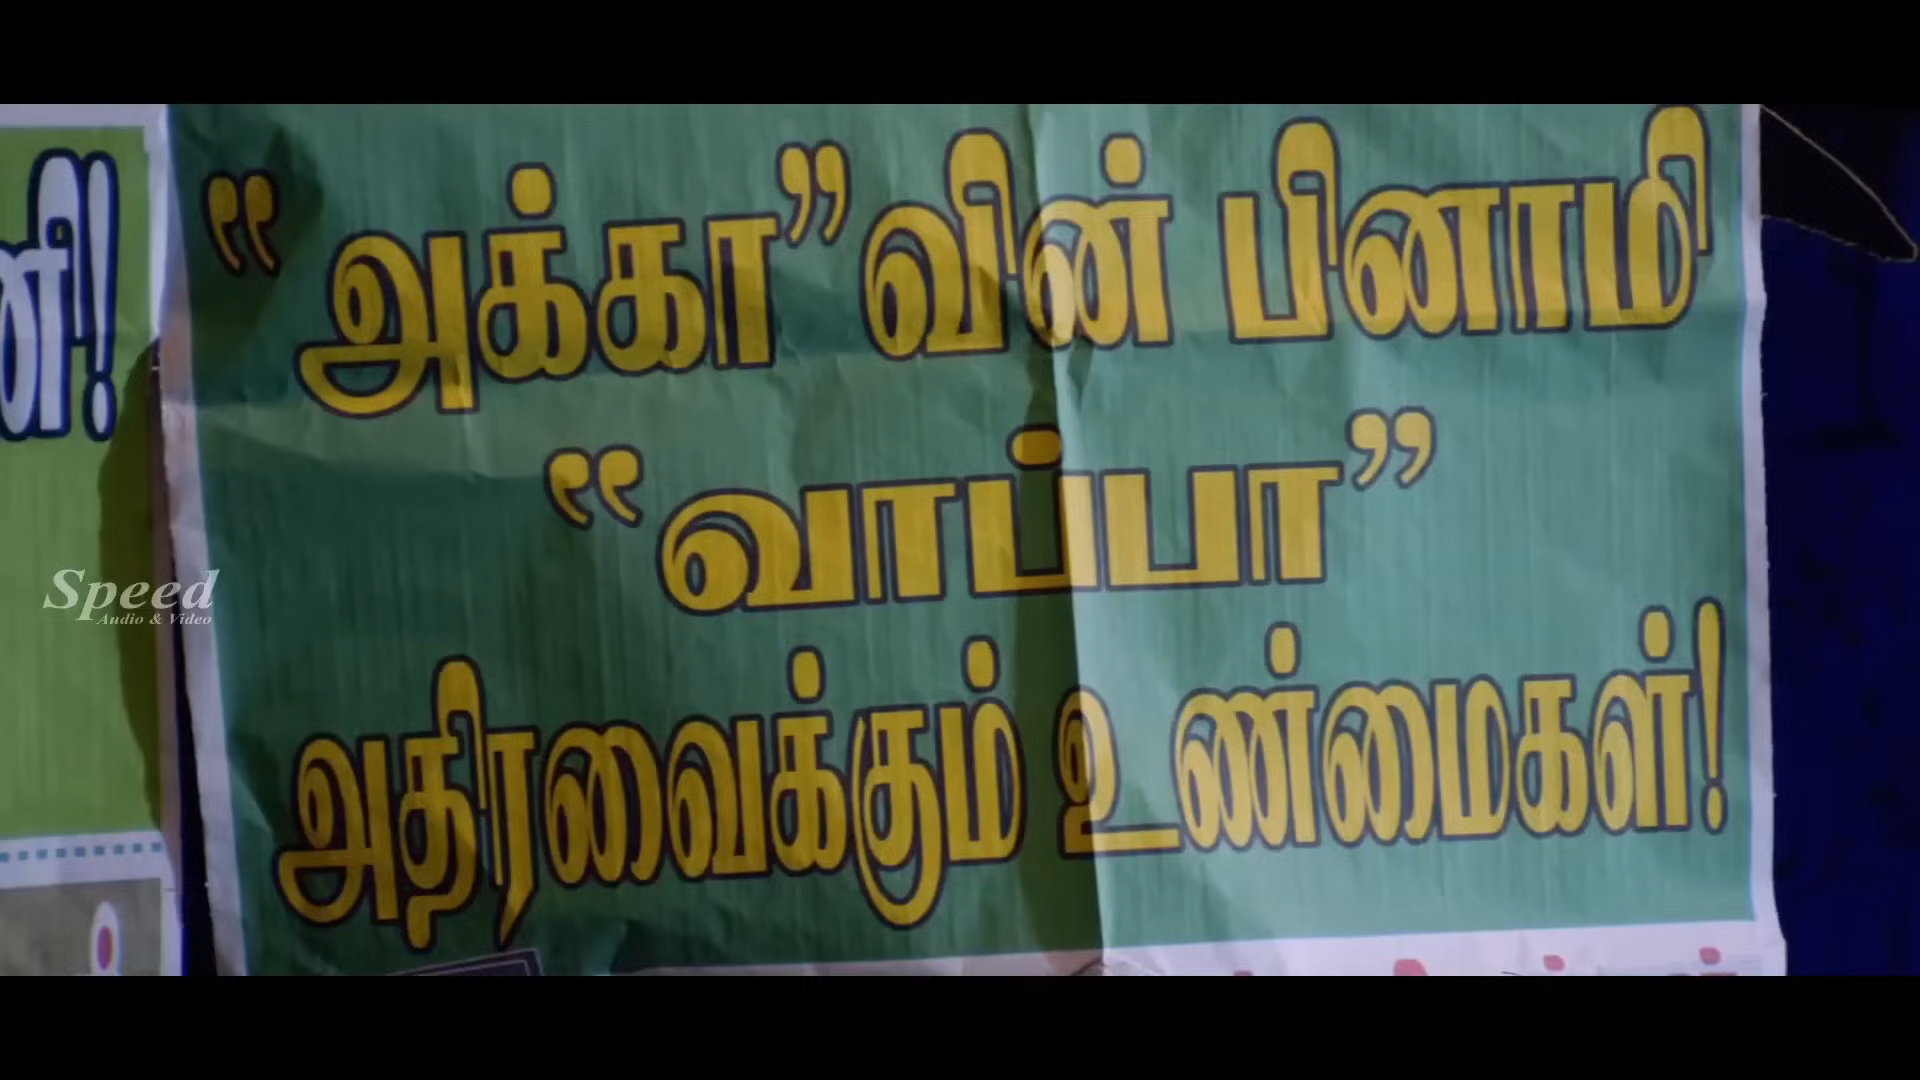 "அக்கா"வின் பினாமி
"வாப்பா"
அதிரவைக்கும் உண்மைகள்!
Speed
Audio & Video